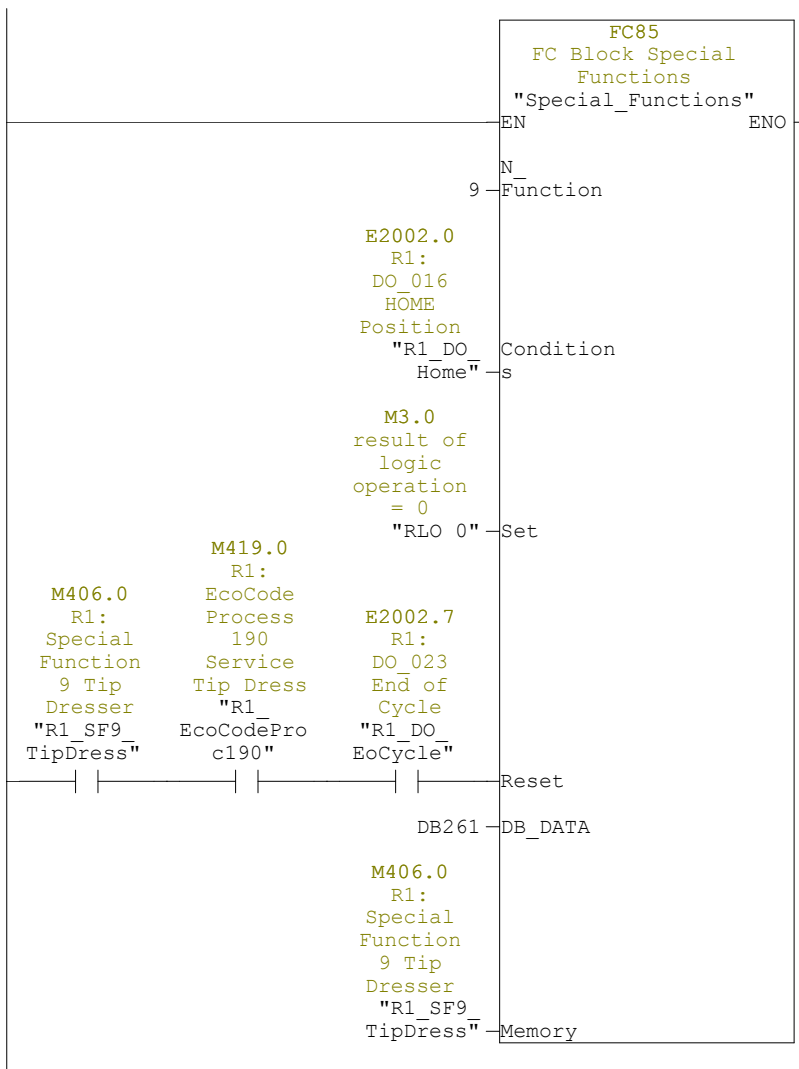 FC85
FC Block Special
Functions
"Special_Functions"
EN ENO
N_
9 Function
E2002.0
R1:
DO_016
HOME
Position
"R1_DO_ Condition
Home" s
M3.0
result of
logic
operation
= 0
"RLO 0" Set
M419.0
R1:
M406.0 EcoCode
R1: Process E2002.7
Special 190 R1:
Function Service DO_023
9 Tip Tip Dress End of
Dresser "R1_ Cycle
"R1_SF9_ EcoCodePro "R1_DO_
TipDress" c190" EoCycle"
Reset
DB261 DB_DATA
M406.0
R1:
Special
Function
9 Tip
Dresser
"R1_SF9_
TipDress" Memory